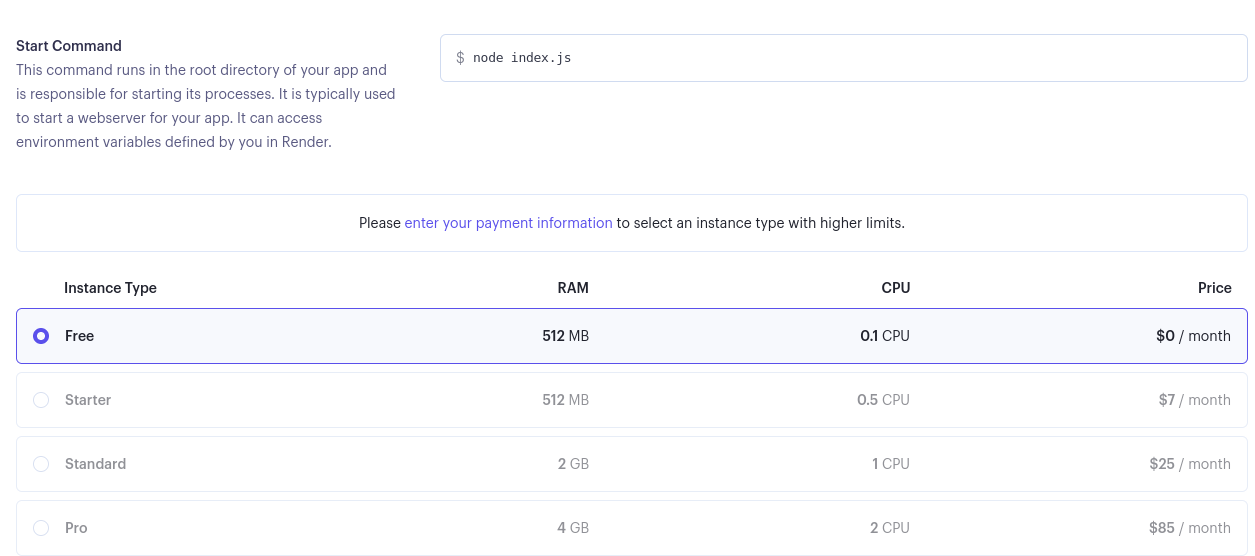 Start Command
This command runs in the root directory of your app and
is responsible for starting its processes. It is typically used
to start a webserver for your app. It can access
environment variables defined by you in Render.
$ node index.js
Please enter your payment information to select an instance type with higher limits.
Instance Type RAM CPU Price
Free 512 MB 0.1 CPU $0 / month
Starter 512 MB 0.5 CPU $7 / month
Standard 2 GB 1 CPU $25 / month
Pro 4 GB 2 CPU $85 / month